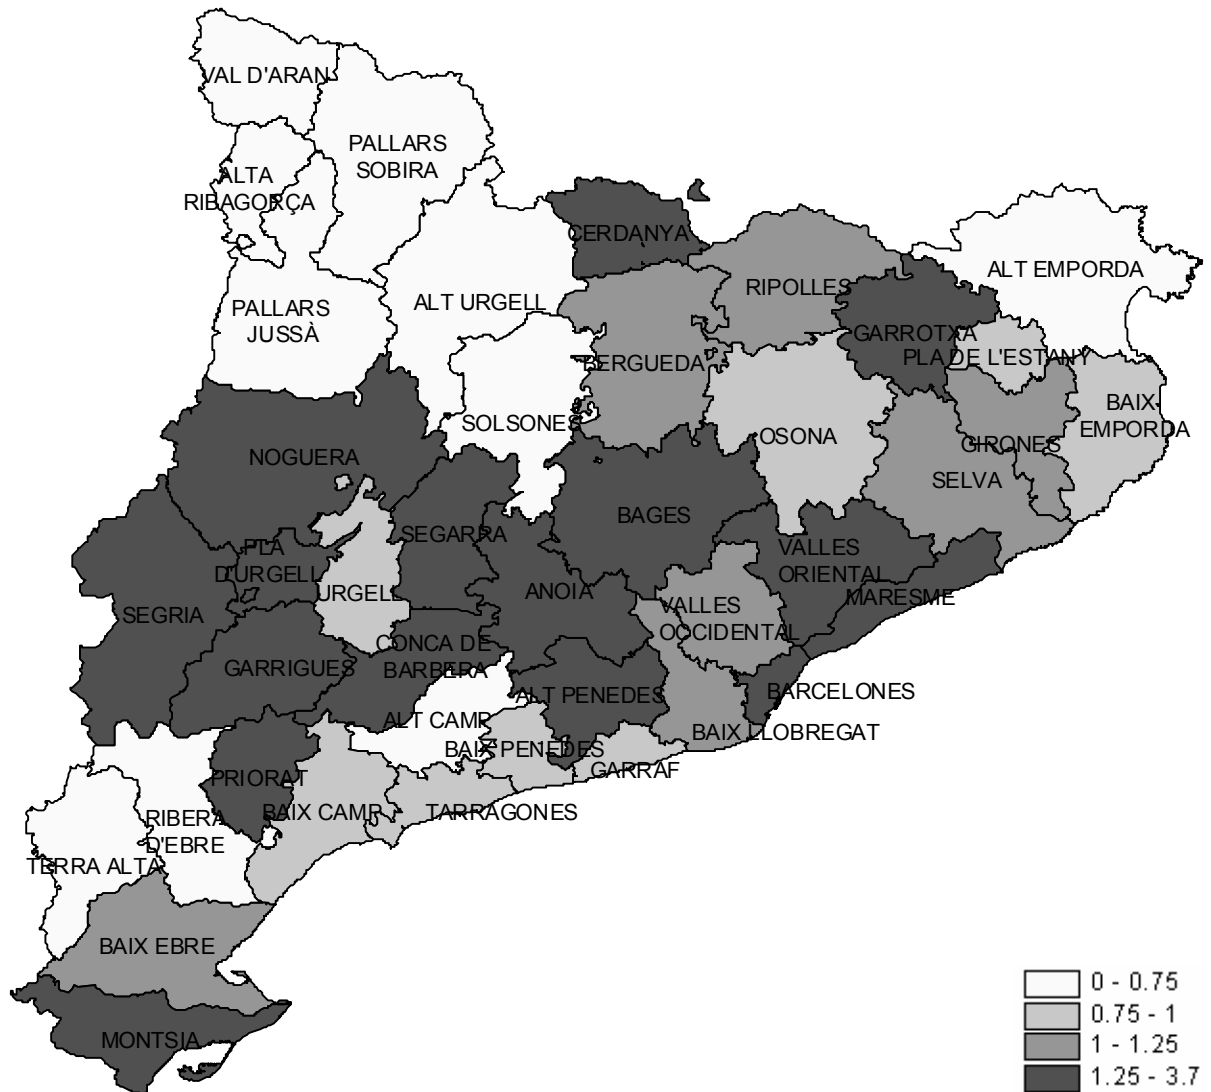 VAL D'ARAN
PALLARS
SOBIRA
ALTA
RIBAGORÇA
CERDANYA
ALT EMPORDA
RIPOLLES
ALT URGELL
PALLARS
JUSSÀ
GARROTXA
PLA DE L'ESTANY
BERGUEDA
BAIX
EMPORDA
SOLSONES
OSONA
GIRONES
NOGUERA
SELVA
BAGES
SEGARRA
PLA
D'URGELL
VALLES
ORIENTAL
URGELL
ANOIA
MARESME
SEGRIA
VALLES
OCCIDENTAL
CONCA DE
BARBERA
GARRIGUES
ALT PENEDES
BARCELONES
ALT CAMP
BAIX LLOBREGAT
BAIX PENEDES
GARRAF
PRIORAT
BAIX CAMP
TARRAGONES
RIBERA
D'EBRE
TERRA ALTA
BAIX EBRE
MONTSIA
0 - 0.75
0.75 - 1
1 - 1.25
1.25 - 3.7